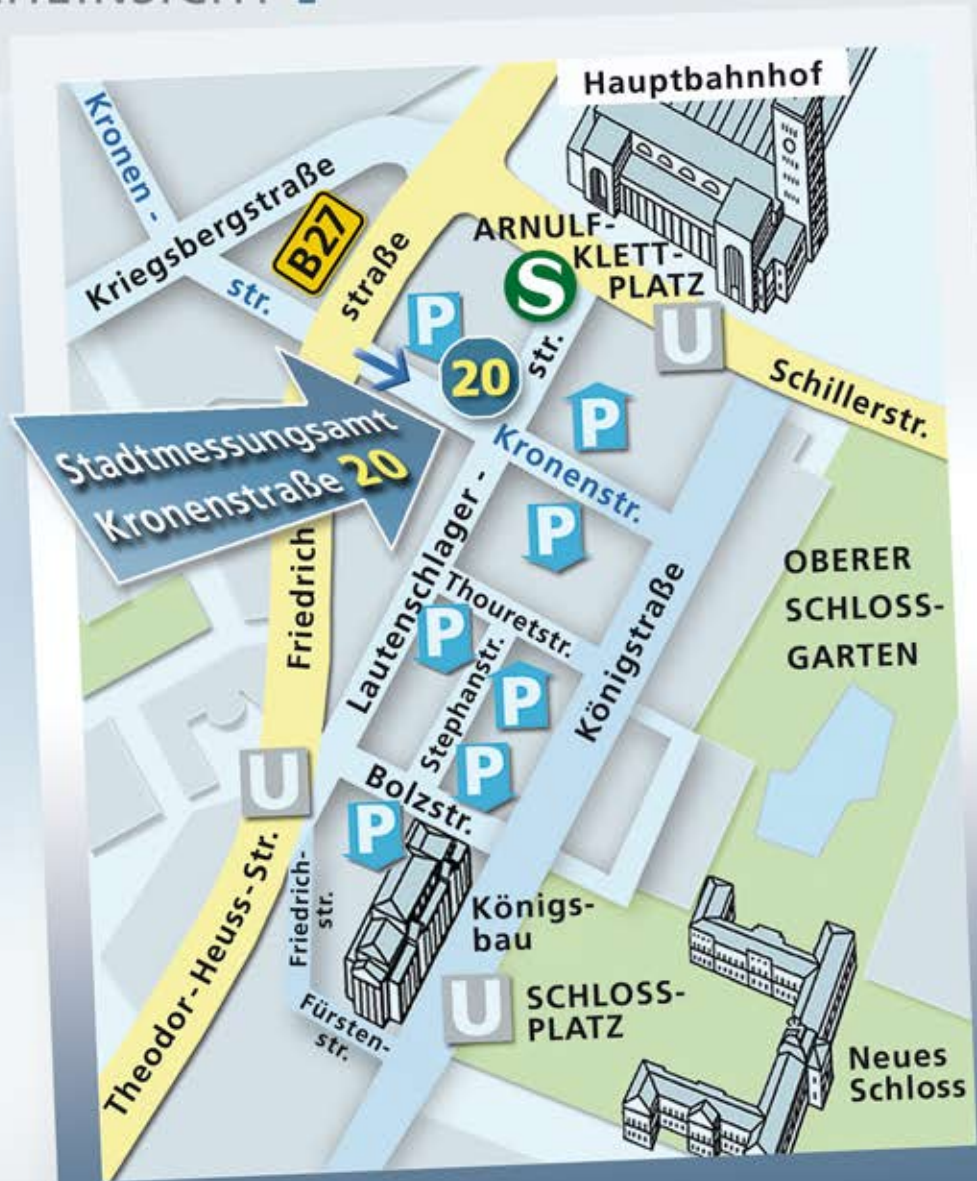 Hauptbahnhof
Kronen -
str.
Kriegsbergstraße
B27
straße
ARNULF-
KLETT-
PLATZ
S
U
P
20
str.
P
Schillerstr.
Stadtmessungsamt
Kronenstraße 20
Kronenstr.
P
Lautenschlager -
Friedrich
OBERER
SCHLOSS-
GARTEN
Thouretstr.
P
Stephanstr.
P
Königstraße
U
P
Bolzstr.
P
Theodor-Heuss-Str.
Friedrich-
str.
Königs-
bau
U
SCHLOSS-
PLATZ
Fürsten-
str.
Neues
Schloss